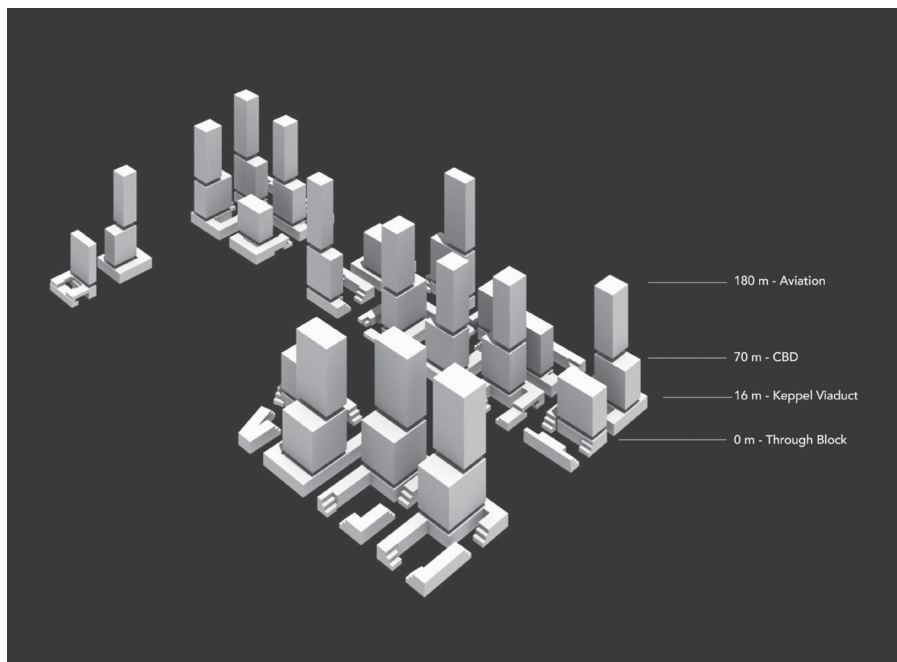 180 m - Aviation
70 m - CBD
16 m - Keppel Viaduct
0 m - Through Block